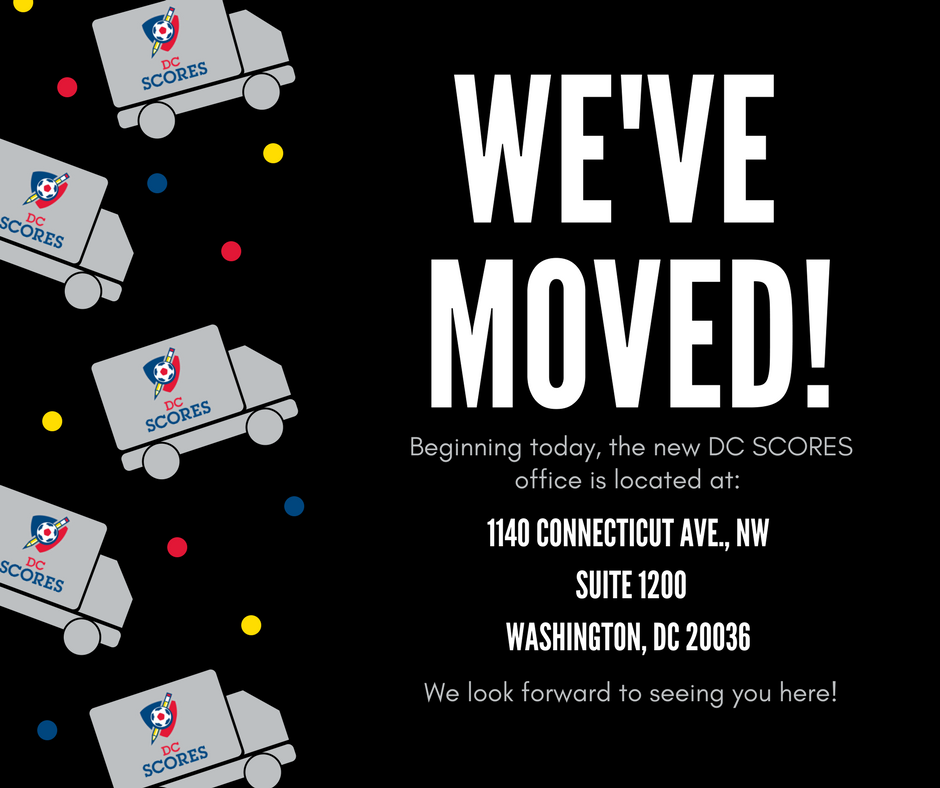 DC
SCORES
DC
SCORES
DC
SCORES
DC
SCORES
DC
SCORES
WE'VE
MOVED!
Beginning today, the new DC SCORES
office is located at:
1140 CONNECTICUT AVE., NW
SUITE 1200
WASHINGTON, DC 20036
We look forward to seeing you here!